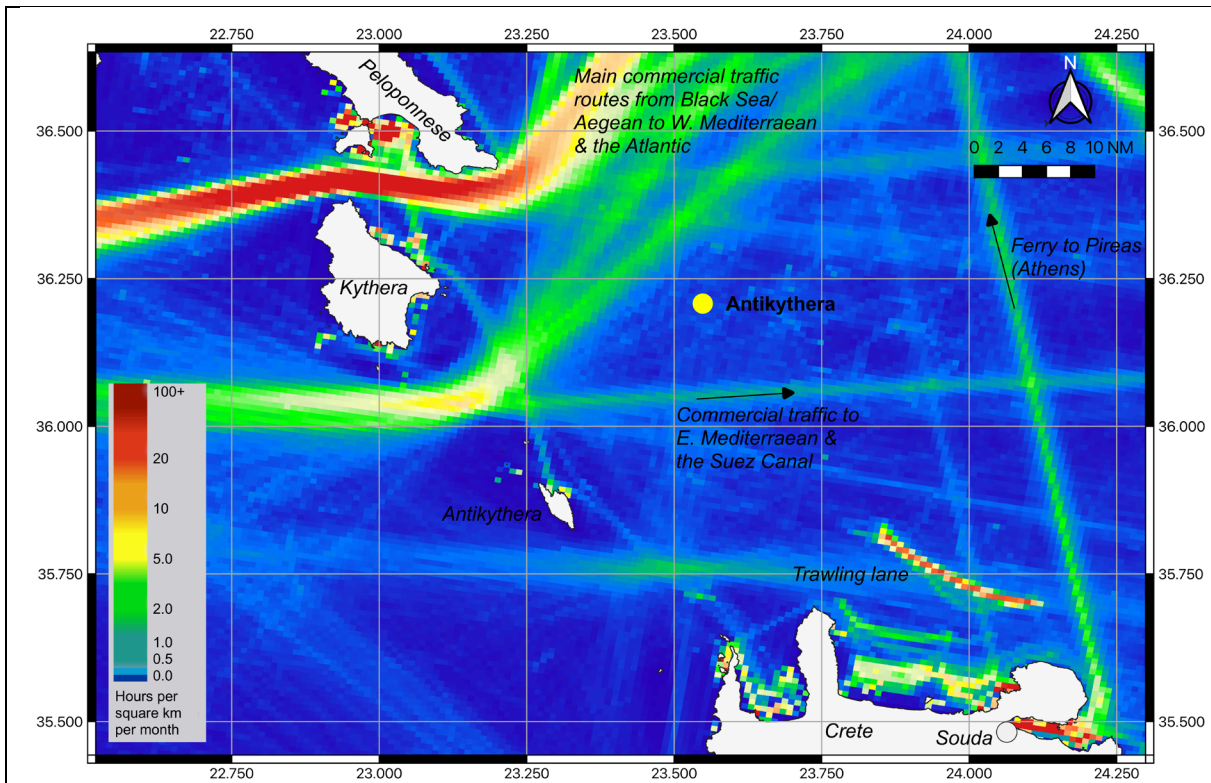 22.750 23.000 23.250 23.500 23.750 24.000 24.250
Peloponnese
Main commercial traffic
routes from Black Sea/
Aegean to W. Mediterraean
& the Atlantic
N
0 2 4 6 8 10 NM
36.500 36.500
Ferry to Pireas
(Athens)
36.250 36.250
Kythera
Antikythera
Commercial traffic to
E. Mediterraean &
the Suez Canal
36.000 36.000
Antikythera
35.750 35.750
Trawling lane
100+
20
10
5.0
2.0
1.0
0.5
0.0
Hours per
square km
per month
35.500 35.500
Crete
Souda
22.750 23.000 23.250 23.500 23.750 24.000 24.250